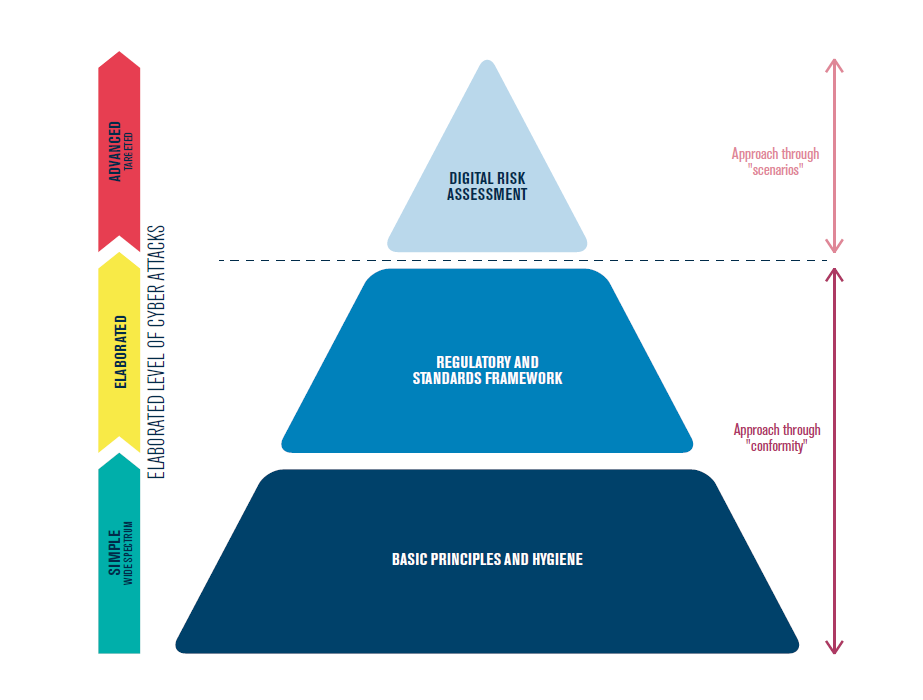 ADVANCED
TARGETED
DIGITAL RISK
ASSESSMENT
Approach through
"scenarios"
ELABORATED
ELABORATED LEVEL OF CYBER ATTACKS
REGULATORY AND
STANDARDS FRAMEWORK
Approach through
"conformity"
SIMPLE
WIDE SPECTRUM
BASIC PRINCIPLES AND HYGIENE